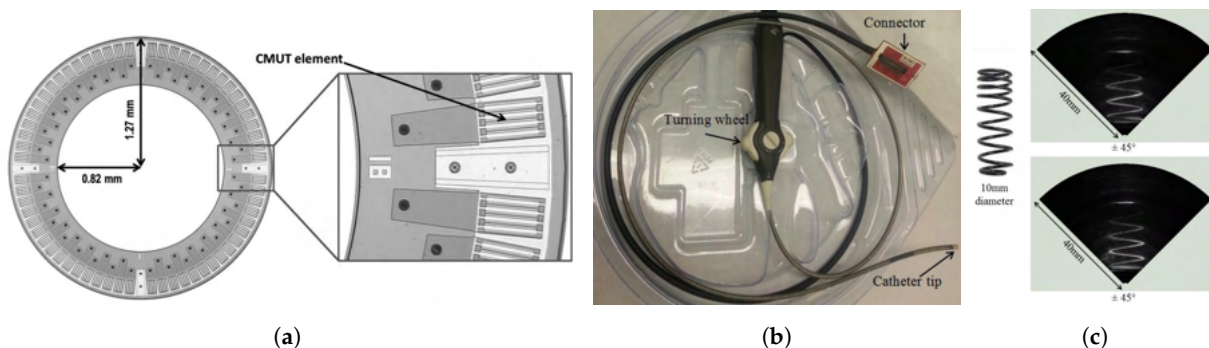 CMUT element
1.27 mm
0.82 mm
(a)
Connector
Turning wheel
Catheter tip
(b)
10mm
diameter
40mm
± 45°
40mm
± 45°
(c)